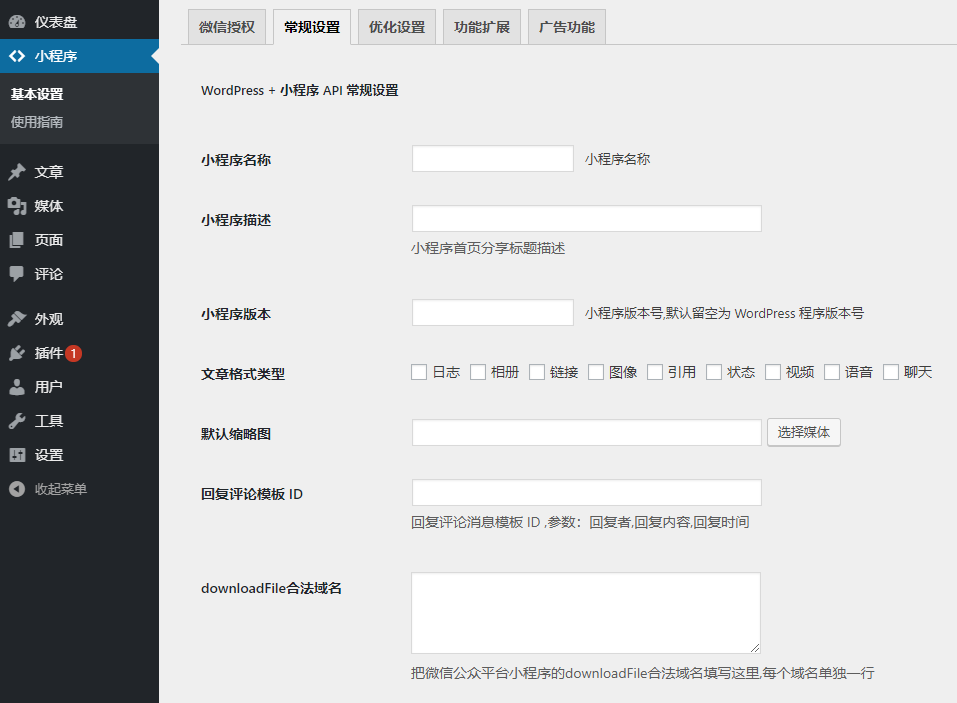 仪表盘
小程序
基本设置
使用指南
文章
媒体
页面
评论
外观
插件 1
用户
工具
设置
收起菜单
微信授权 常规设置 优化设置 功能扩展 广告功能
WordPress + 小程序 API 常规设置
小程序名称 小程序名称
小程序描述
小程序首页分享标题描述
小程序版本 小程序版本号,默认留空为 WordPress 程序版本号
文章格式类型 日志 相册 链接 图像 引用 状态 视频 语音 聊天
默认缩略图 选择媒体
回复评论模板 ID
回复评论消息模板 ID ,参数：回复者,回复内容,回复时间
downloadFile合法域名
把微信公众平台小程序的downloadFile合法域名填写这里,每个域名单独一行